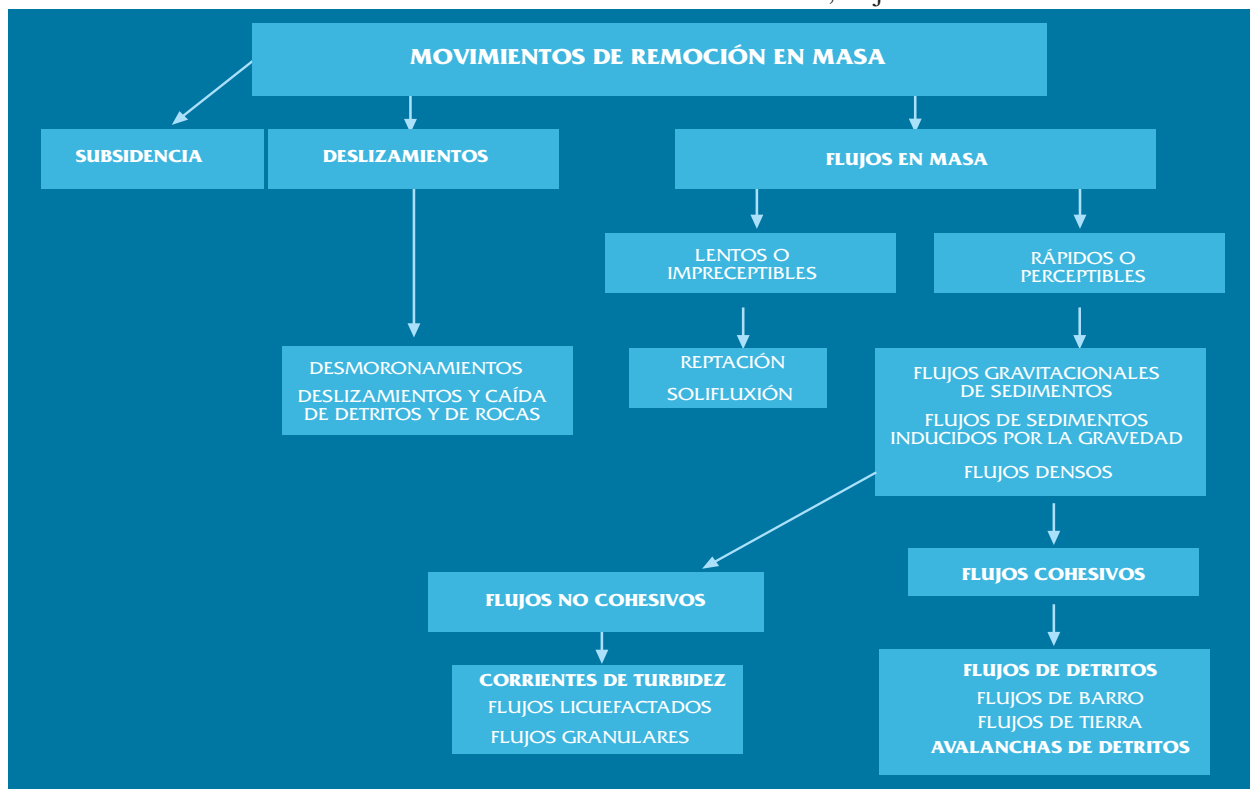 MOVIMIENTOS DE REMOCIÓN EN MASA
SUBSIDENCIA
DESLIZAMIENTOS
FLUJOS EN MASA
LENTOS O
IMPRECEPTIBLES
RÁPIDOS O
PERCEPTIBLES
DESMORONAMIENTOS
DESLIZAMIENTOS Y CAÍDA
DE DETRITOS Y DE ROCAS
REPTACIÓN
SOLIFLUXIÓN
FLUJOS GRAVITACIONALES
DE SEDIMENTOS
FLUJOS DE SEDIMENTOS
INDUCIDOS POR LA GRAVEDAD
FLUJOS DENSOS
FLUJOS NO COHESIVOS
FLUJOS COHESIVOS
CORRIENTES DE TURBIDEZ
FLUJOS LICUEFACTADOS
FLUJOS GRANULARES
FLUJOS DE DETRITOS
FLUJOS DE BARRO
FLUJOS DE TIERRA
AVALANCHAS DE DETRITOS